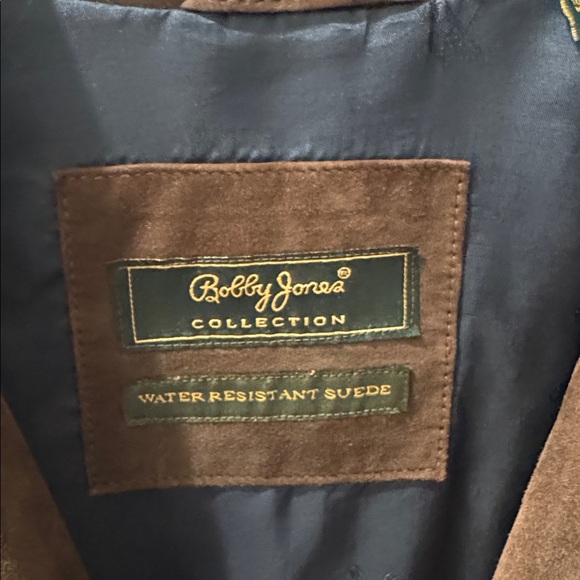 Bobby Jones®
COLLECTION
WATER RESISTANT SUEDE